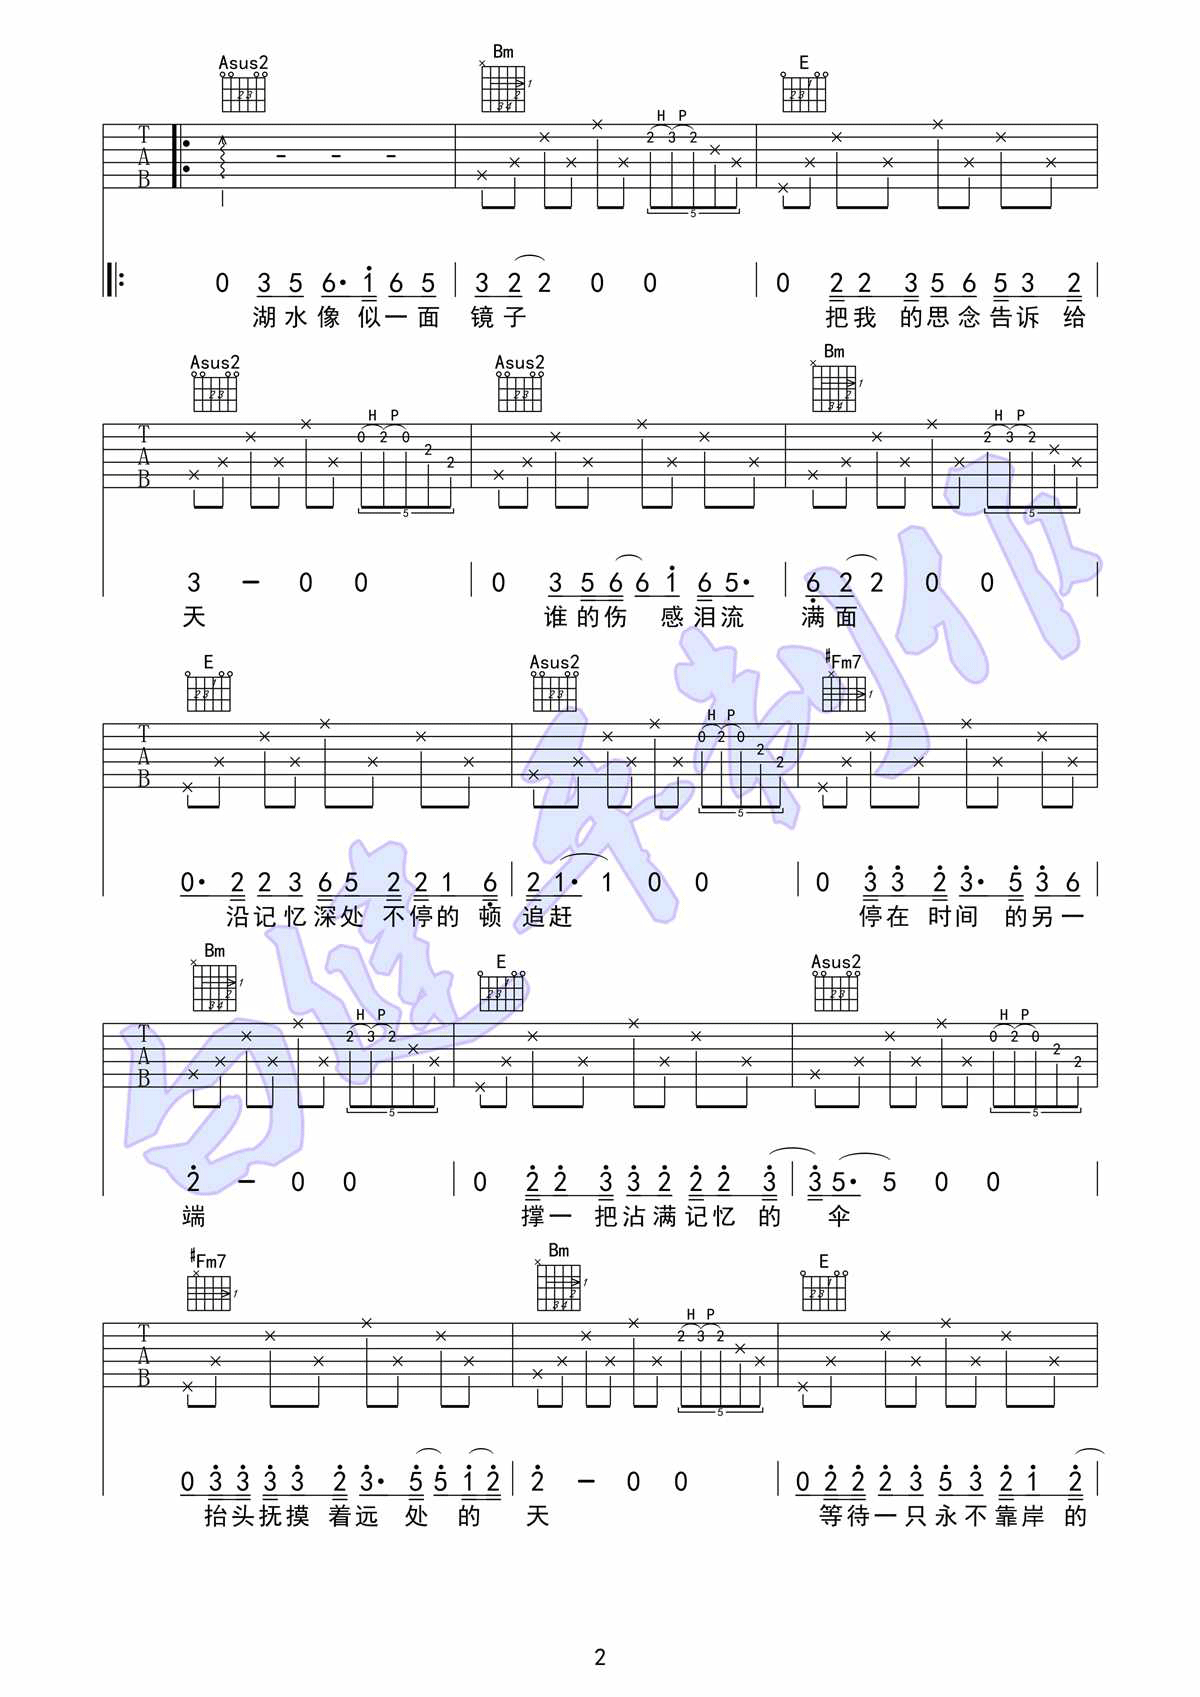 Asus2 Bm E
H P
T A B 2 3 2 5
0 3 5 6· 1 6 5 3 2 2 0 0 0 2 2 3 5 6 5 3 2
湖水像 似一面 镜子 把我 的思念告诉 给
Asus2 Asus2 Bm
H P H P
T A B 0 2 0 2 2 5 2 3 2 5
3 - 0 0 0 3 5 6 6 1 6 5· 6 2 2 0 0
天 谁的伤 感泪流 满面
E Asus2 #Fm7
H P
T A B 0 2 0 2 2 5
0· 2 2 3 6 5 2 2 1 6 2 1· 1 0 0 0 3 3 2 3· 5 3 6
沿记忆深处 不停的 顿 追赶 停在 时间 的另一
Bm E Asus2
H P H P
T A B 2 3 2 5 0 2 0 2 2 5
2 - 0 0 0 2 2 3 3 2 2 2 3 3 5· 5 0 0
端 撑一 把沾满记忆 的 伞
#Fm7 Bm E
H P
T A B 2 3 2 5
0 3 3 3 3 2 3· 5 5 1 2 2 - 0 0 0 2 2 2 3 5 3 2 1 2
抬头抚摸 着远 处 的 天 等待一只永不靠岸 的
2